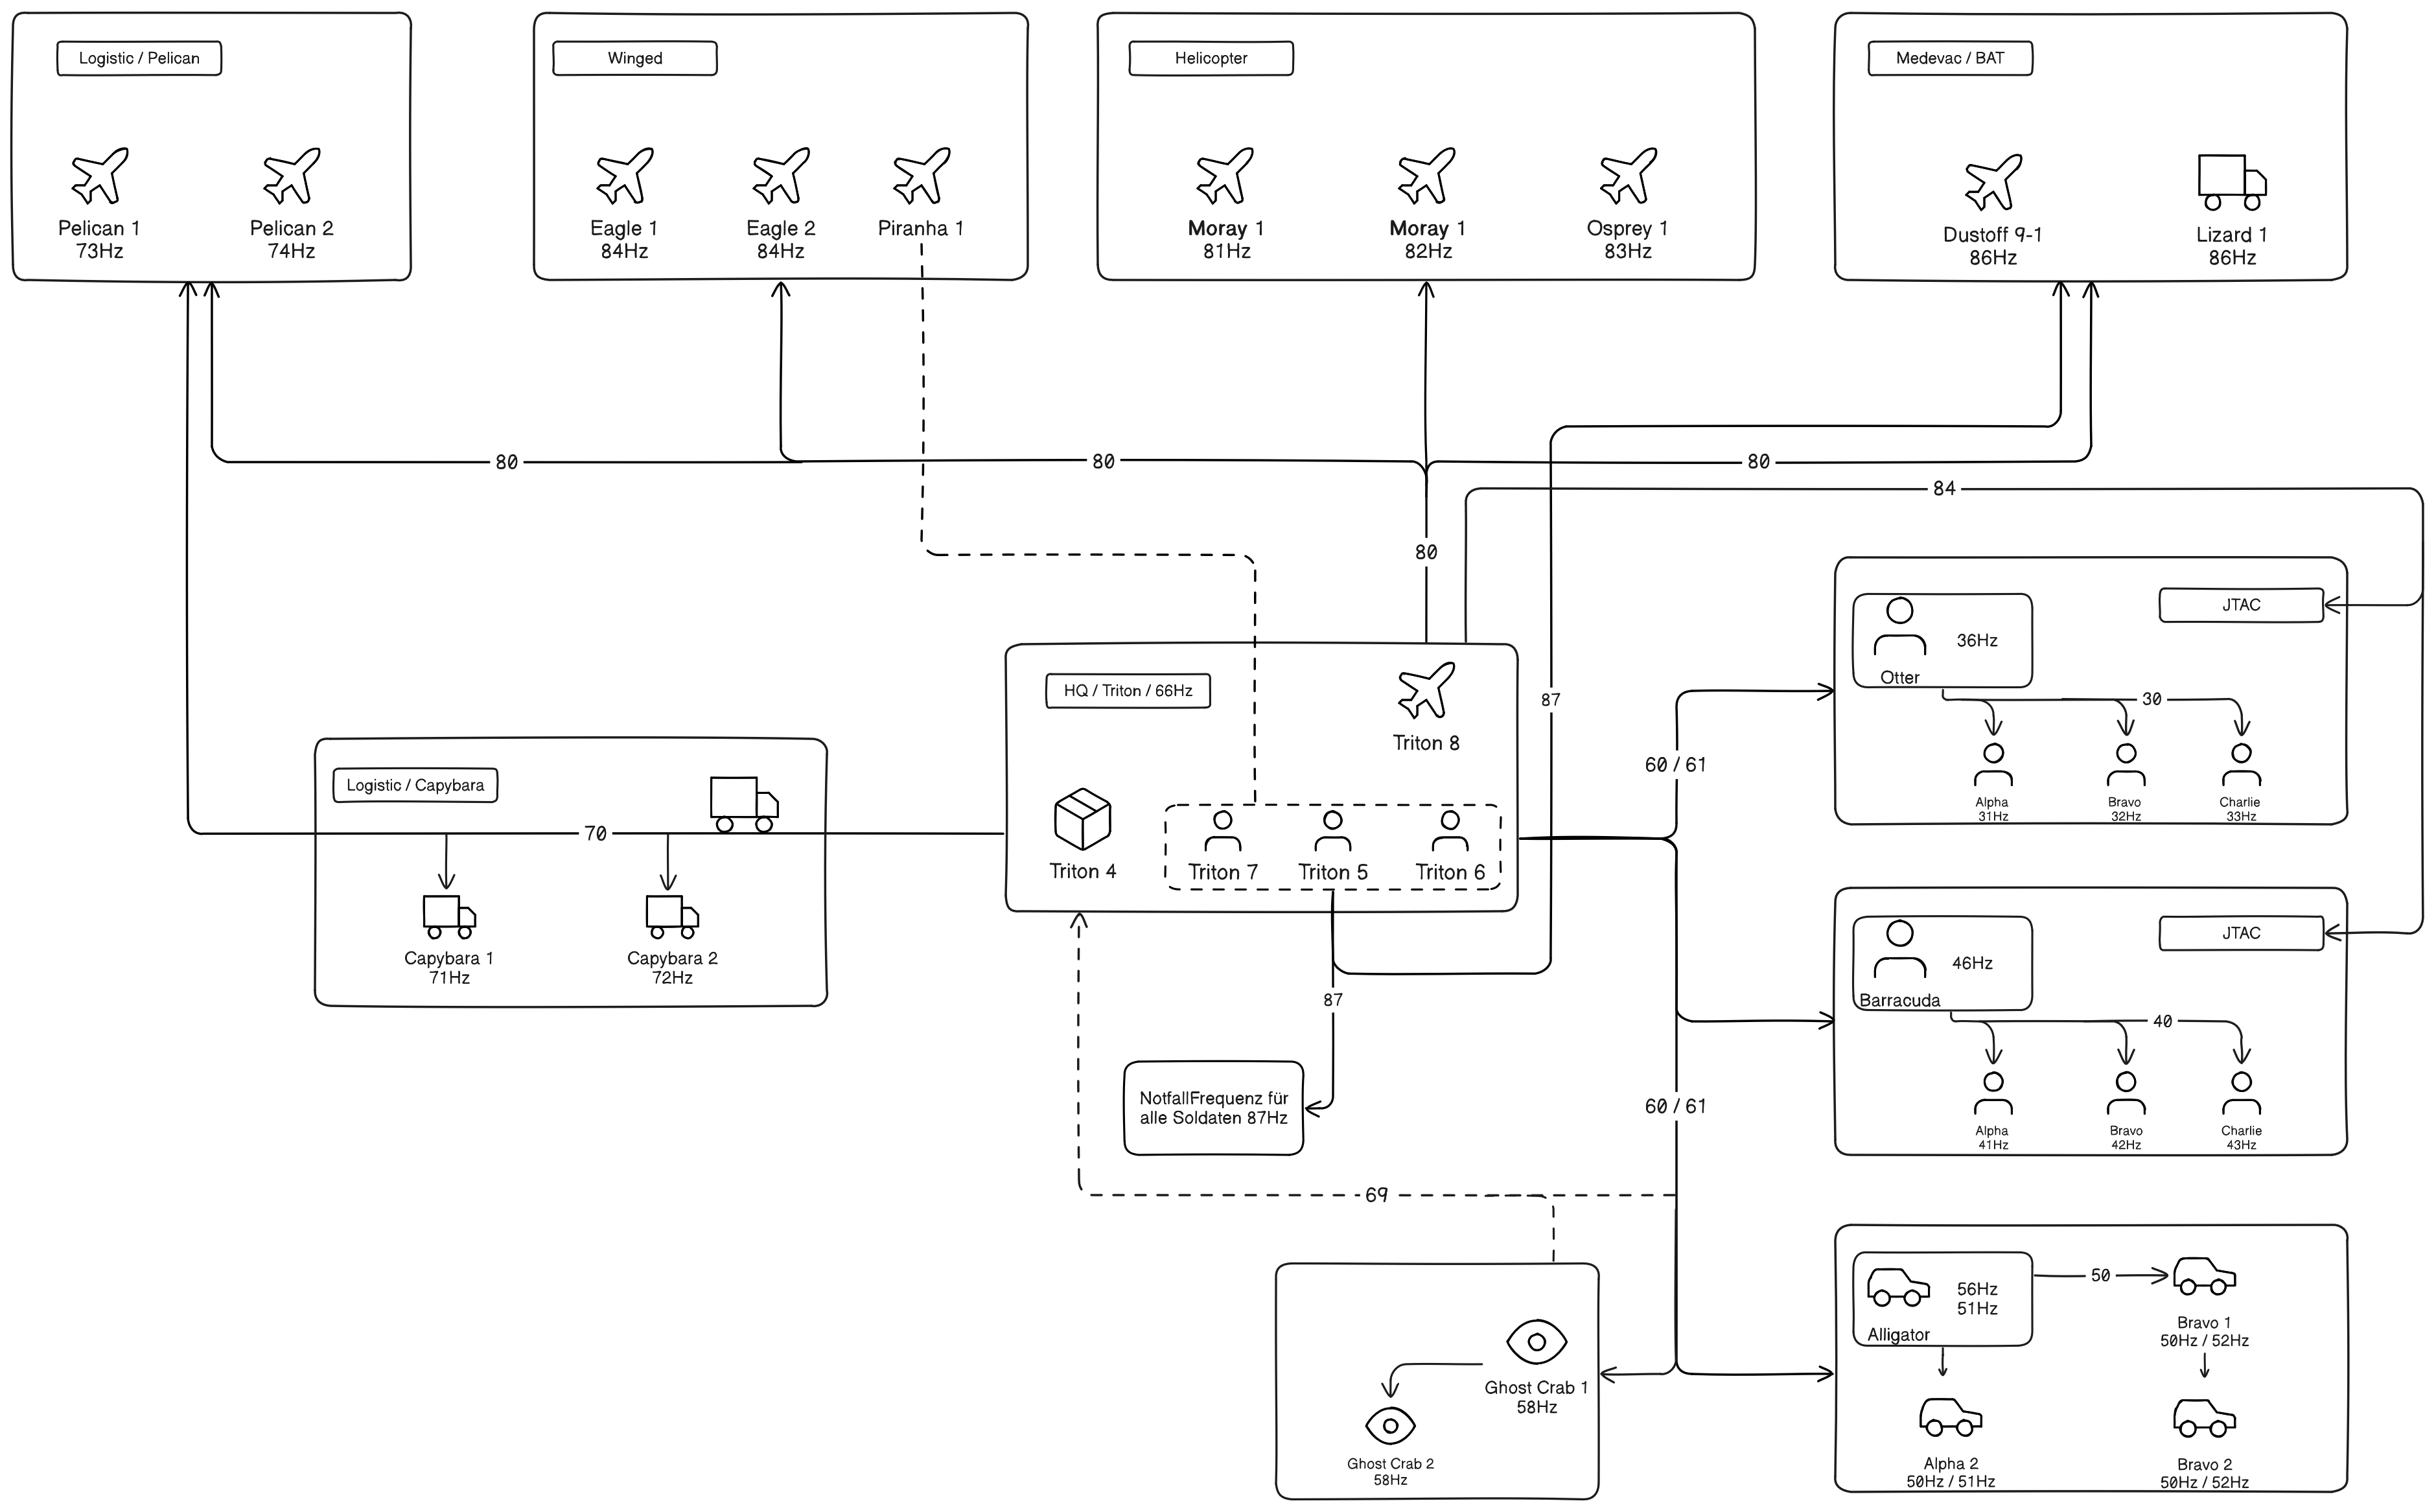 Logistic / Pelican
Pelican 1
73Hz
Pelican 2
74Hz
Winged
Eagle 1
84Hz
Eagle 2
84Hz
Piranha 1
Helicopter
Moray 1
81Hz
Moray 1
82Hz
Osprey 1
83Hz
Medevac / BAT
Dustoff 9-1
86Hz
Lizard 1
86Hz
80
80
80
84
80
87
HQ / Triton / 66Hz
Triton 8
Triton 4
Triton 7
Triton 5
Triton 6
Logistic / Capybara
70
Capybara 1
71Hz
Capybara 2
72Hz
60 / 61
JTAC
36Hz
Otter
30
Alpha
31Hz
Bravo
32Hz
Charlie
33Hz
JTAC
46Hz
Barracuda
40
Alpha
41Hz
Bravo
42Hz
Charlie
43Hz
87
NotfallFrequenz für
alle Soldaten 87Hz
60 / 61
69
Ghost Crab 1
58Hz
Ghost Crab 2
58Hz
56Hz
51Hz
Alligator
50
Bravo 1
50Hz / 52Hz
Alpha 2
50Hz / 51Hz
Bravo 2
50Hz / 52Hz